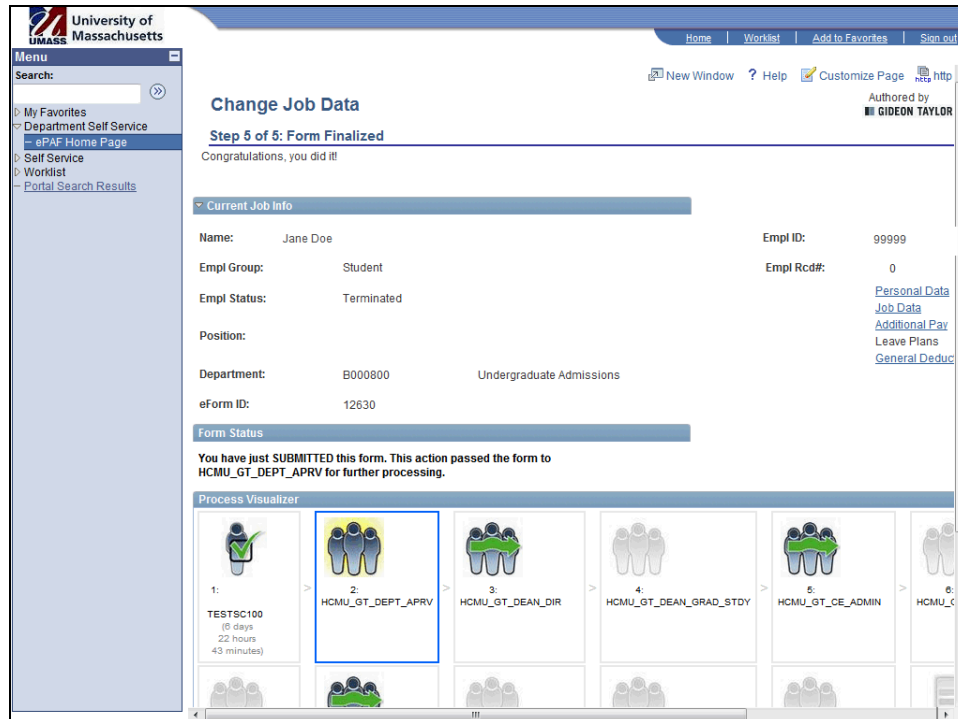 University of
Massachusetts
UMASS
Home | Worklist | Add to Favorites | Sign out
Menu
Search:
My Favorites
Department Self Service
– ePAF Home Page
Self Service
Worklist
– Portal Search Results
New Window ? Help Customize Page http
Authored by
GIDEON TAYLOR
Change Job Data
Step 5 of 5: Form Finalized
Congratulations, you did it!
Current Job Info
Name: Jane Doe Empl ID: 99999
Empl Group: Student Empl Rcd#: 0
Empl Status: Terminated
Personal Data
Job Data
Additional Pay
Leave Plans
General Deduc
Position:
Department: B000800 Undergraduate Admissions
eForm ID: 12630
Form Status
You have just SUBMITTED this form. This action passed the form to
HCMU_GT_DEPT_APRV for further processing.
Process Visualizer
1:
TESTSC100
(6 days
22 hours
43 minutes)
>
2:
HCMU_GT_DEPT_APRV
>
3:
HCMU_GT_DEAN_DIR
>
4:
HCMU_GT_DEAN_GRAD_STDY
>
5:
HCMU_GT_CE_ADMIN
>
6: